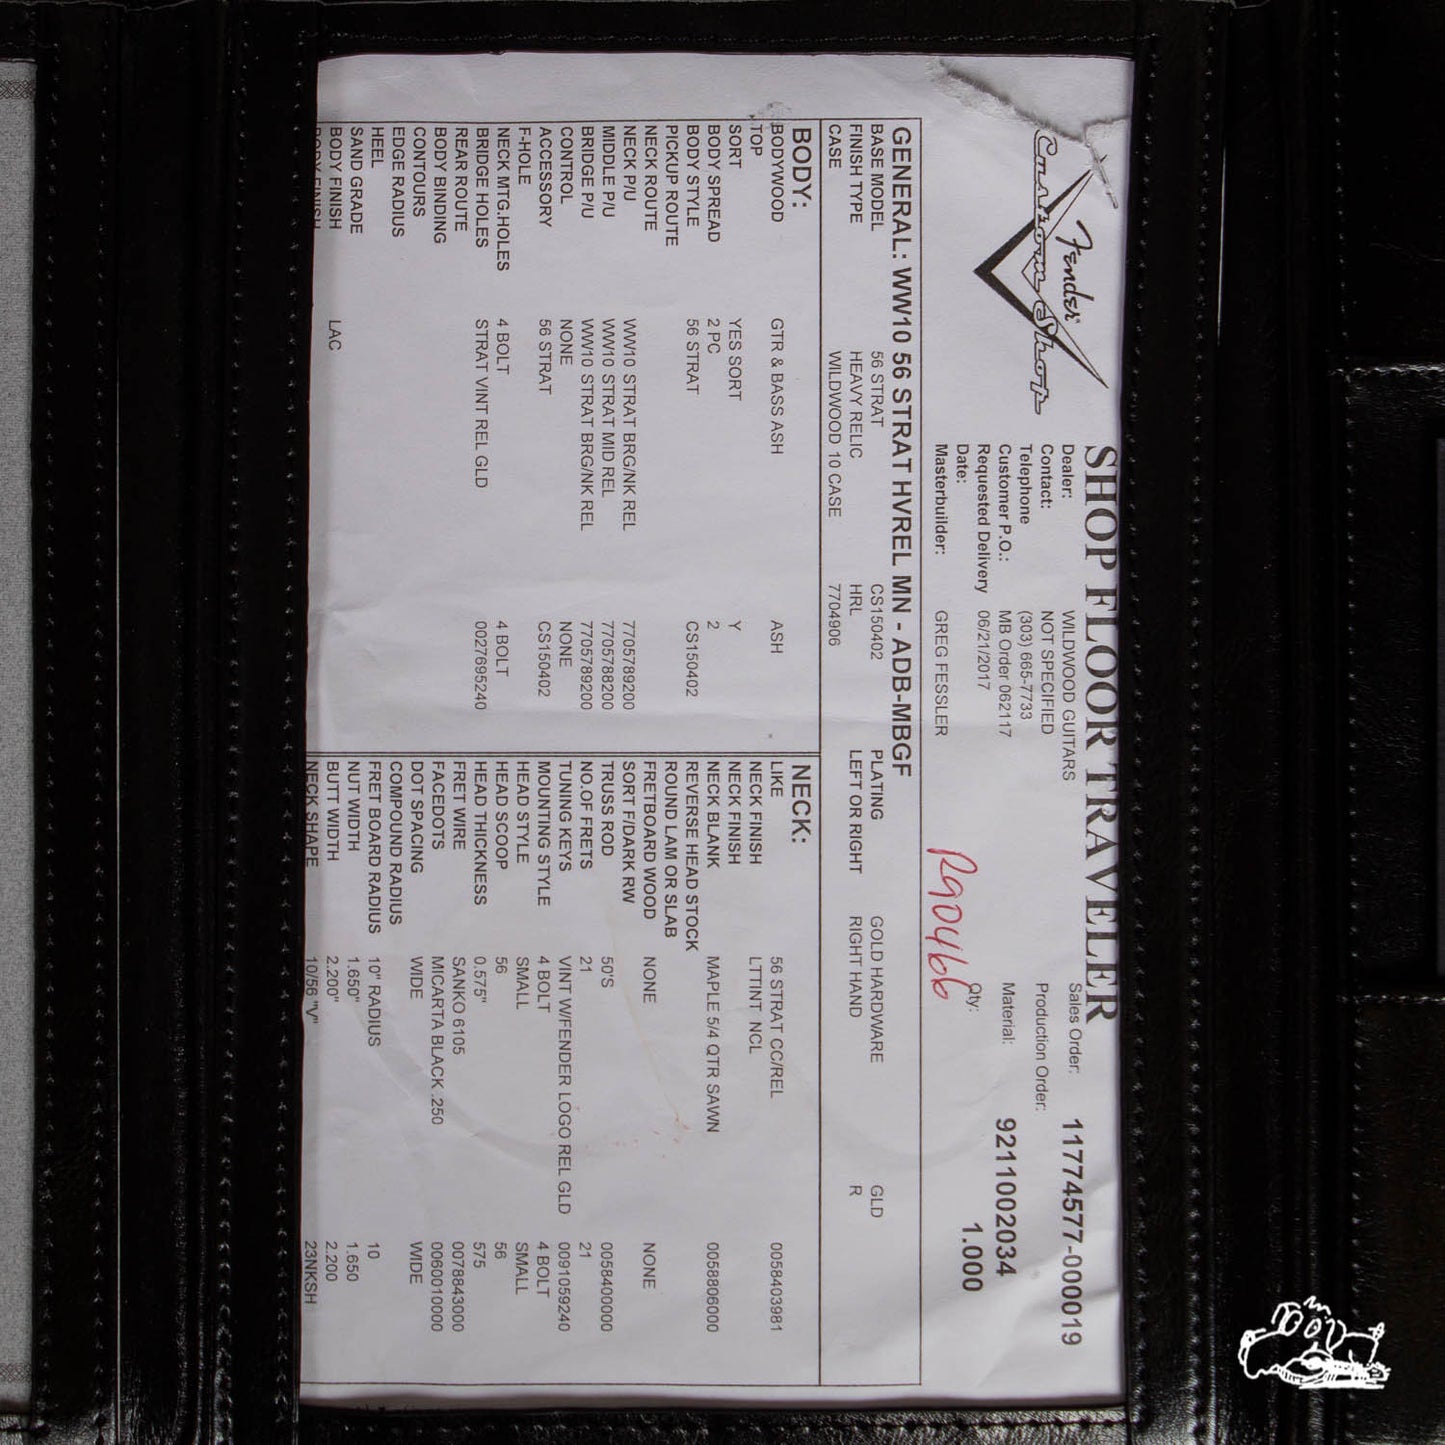 Fender
Custom Shop
SHOP FLOOR TRAVELER
Dealer: WILDWOOD GUITARS
Contact: NOT SPECIFIED
Telephone (303) 665-7733
Customer P.O.: MB Order 062117
Requested Delivery 06/21/2017
Date:
Masterbuilder: GREG FESSLER
Sales Order: 11774577-000019
Production Order:
Material: 9211002034
Qty: 1.000
R90466
GENERAL: WW10 56 STRAT HVREL MN - ADB-MBGF
BASE MODEL 56 STRAT CS150402 PLATING GOLD HARDWARE GLD
FINISH TYPE HEAVY RELIC HRL LEFT OR RIGHT RIGHT HAND R
CASE WILDWOOD 10 CASE 7704906
BODY:
BODYWOOD GTR & BASS ASH ASH
TOP
SORT YES SORT Y
BODY SPREAD 2 PC 2
BODY STYLE 56 STRAT CS150402
PICKUP ROUTE
NECK ROUTE
NECK P/U WW10 STRAT BRG/NK REL 7705789200
MIDDLE P/U WW10 STRAT MID REL 7705788200
BRIDGE P/U WW10 STRAT BRG/NK REL 7705789200
CONTROL NONE NONE
ACCESSORY 56 STRAT CS150402
F-HOLE
NECK MTG.HOLES 4 BOLT 4 BOLT
BRIDGE HOLES STRAT VINT REL GLD 0027695240
REAR ROUTE
BODY BINDING
CONTOURS
EDGE RADIUS
HEEL
SAND GRADE
BODY FINISH LAC
BODY FINISH
NECK:
LIKE 56 STRAT CC/REL 0058403981
NECK FINISH LTTINT NCL
NECK FINISH
NECK BLANK MAPLE 5/4 QTR SAWN 0058806000
REVERSE HEAD STOCK
ROUND LAM OR SLAB
FRETBOARD WOOD NONE NONE
SORT F/DARK RW
TRUSS ROD 50'S 0058400000
NO.OF FRETS 21 21
TUNING KEYS VINT W/FENDER LOGO REL GLD 0091059240
MOUNTING STYLE 4 BOLT 4 BOLT
HEAD STYLE SMALL SMALL
HEAD SCOOP 56 56
HEAD THICKNESS 0.575" 575
FRET WIRE SANKO 6105 0078843000
FACEDOTS MICARTA BLACK .250 0060010000
DOT SPACING WIDE WIDE
COMPOUND RADIUS
FRET BOARD RADIUS 10" RADIUS 10
NUT WIDTH 1.650" 1.650
BUTT WIDTH 2.200" 2.200
NECK SHAPE 10/56 "V" 23NKSH